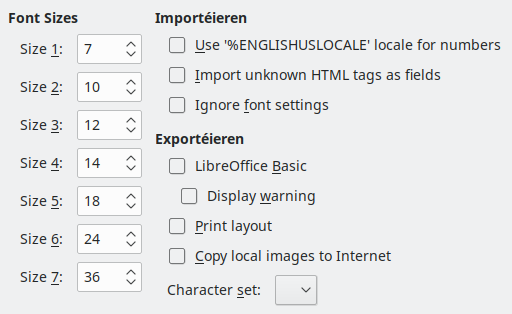 Font Sizes
Size 1: 7
Size 2: 10
Size 3: 12
Size 4: 14
Size 5: 18
Size 6: 24
Size 7: 36
Importéieren
Use '%ENGLISHUSLOCALE' locale for numbers
Import unknown HTML tags as fields
Ignore font settings
Exportéieren
LibreOffice Basic
Display warning
Print layout
Copy local images to Internet
Character set: